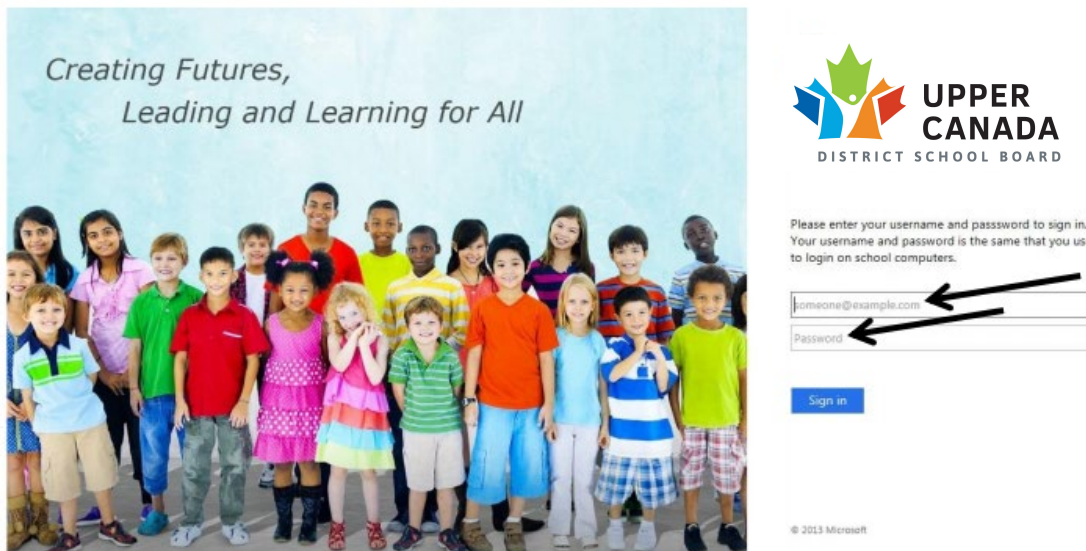 Creating Futures,
Leading and Learning for All
UPPER
CANADA
DISTRICT SCHOOL BOARD
Please enter your username and passsword to sign in.
Your username and password is the same that you us
to login on school computers.
someone@example.com
Password
Sign in
© 2013 Microsoft